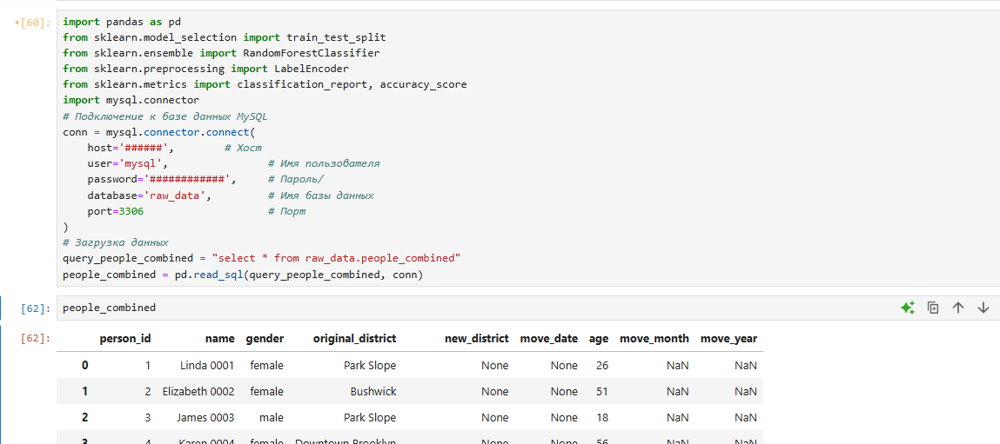 [60]:
import pandas as pd
from sklearn.model_selection import train_test_split
from sklearn.ensemble import RandomForestClassifier
from sklearn.preprocessing import LabelEncoder
from sklearn.metrics import classification_report, accuracy_score
import mysql.connector
# Подключение к базе данных MySQL
conn = mysql.connector.connect(
    host='######',        # Хост
    user='mysql',                # Имя пользователя
    password='############',     # Пароль/
    database='raw_data',         # Имя базы данных
    port=3306                    # Порт
)
# Загрузка данных
query_people_combined = "select * from raw_data.people_combined"
people_combined = pd.read_sql(query_people_combined, conn)
[62]: people_combined
[62]: person_id name gender original_district new_district move_date age move_month move_year
0 1 Linda 0001 female Park Slope None None 26 NaN NaN
1 2 Elizabeth 0002 female Bushwick None None 51 NaN NaN
2 3 James 0003 male Park Slope None None 18 NaN NaN
3 4 Karen 0004 female Downtown Brooklyn None None 56 NaN NaN